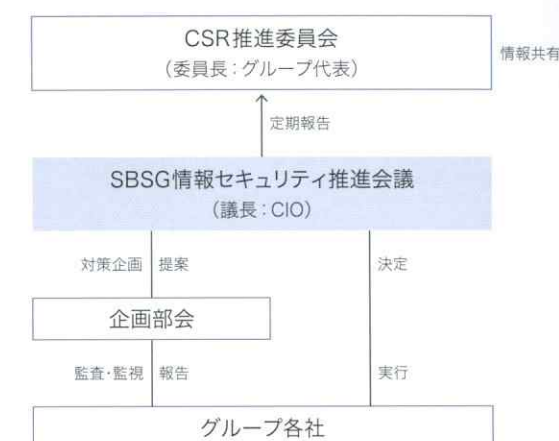 CSR推進委員会
(委員長:グループ代表)
情報共有
定期報告
SBSG情報セキュリティ推進会議
(議長:CIO)
対策企画 提案 決定
企画部会
監査・監視 報告 実行
グループ各社